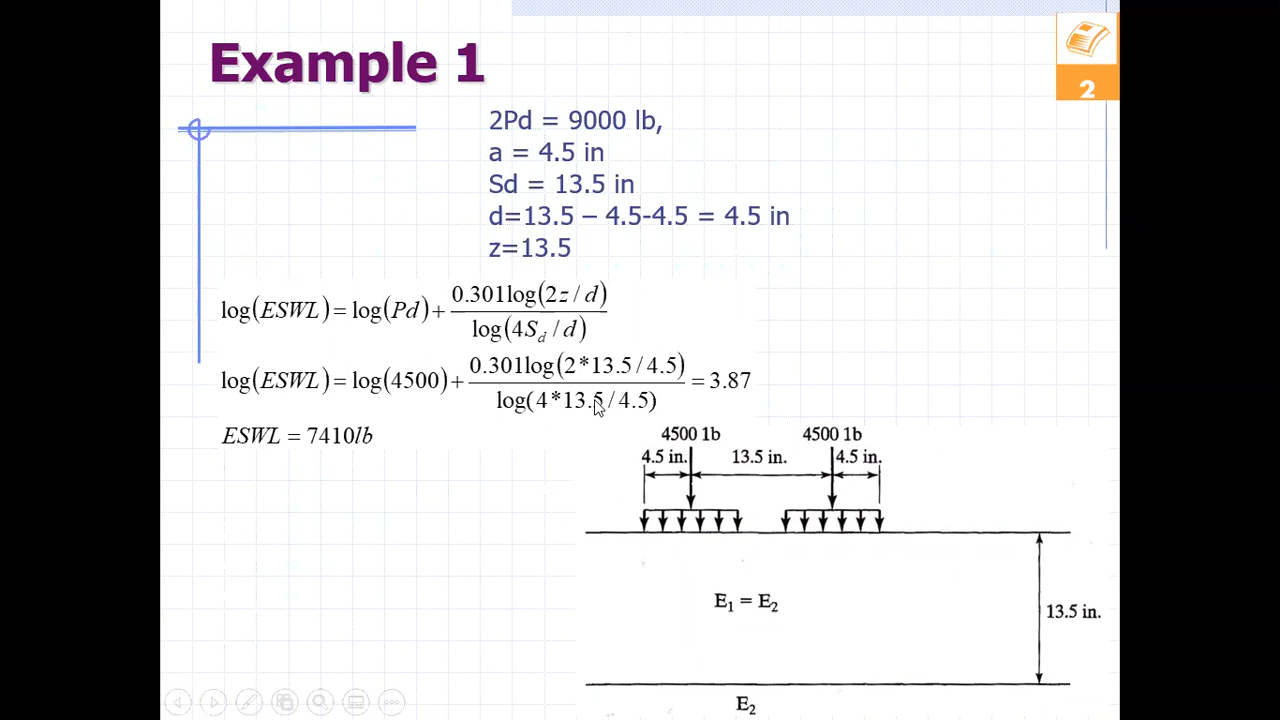 Example 1
2
2Pd = 9000 lb,
a = 4.5 in
Sd = 13.5 in
d=13.5 – 4.5-4.5 = 4.5 in
z=13.5
log(ESWL) = log(Pd) + 0.301log(2z / d) / log(4S_d / d)
log(ESWL) = log(4500) + 0.301log(2*13.5 / 4.5) / log(4*13.5 / 4.5) = 3.87
ESWL = 7410lb
4500 1b 4500 1b
4.5 in. 13.5 in. 4.5 in.
E₁ = E₂
13.5 in.
E₂